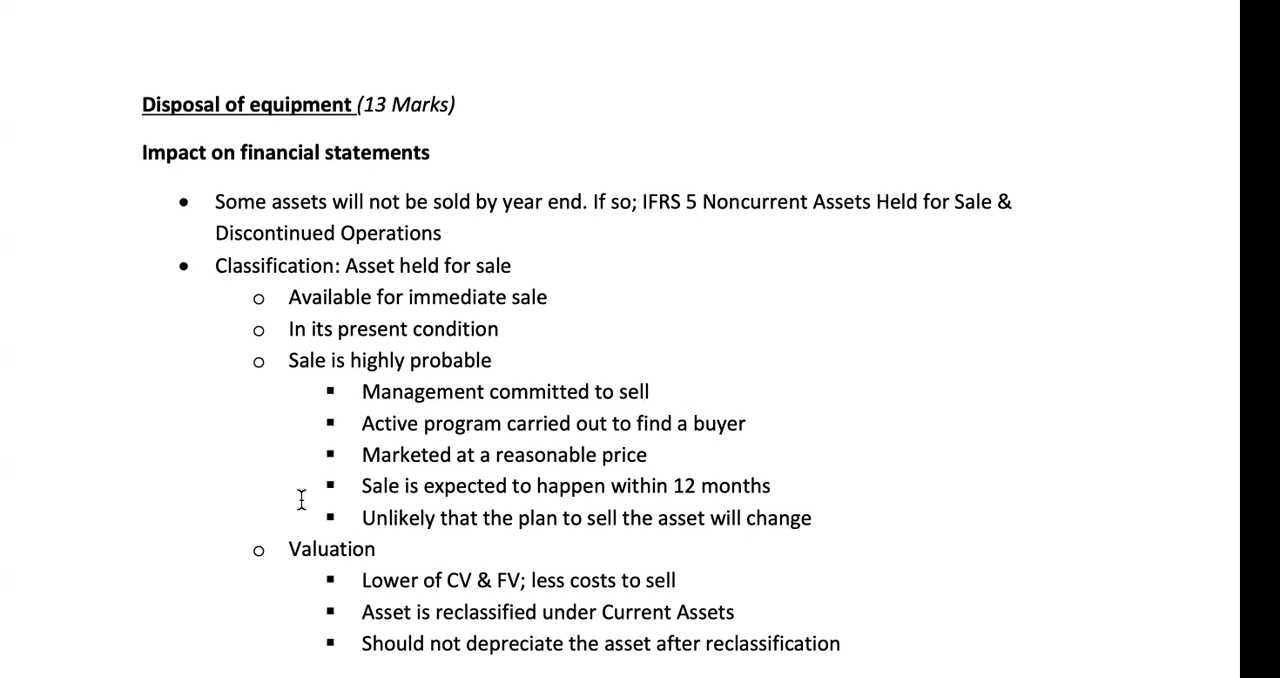 Disposal of equipment (13 Marks)
Impact on financial statements
• Some assets will not be sold by year end. If so; IFRS 5 Noncurrent Assets Held for Sale &
Discontinued Operations
• Classification: Asset held for sale
o Available for immediate sale
o In its present condition
o Sale is highly probable
▪ Management committed to sell
▪ Active program carried out to find a buyer
▪ Marketed at a reasonable price
▪ Sale is expected to happen within 12 months
▪ Unlikely that the plan to sell the asset will change
o Valuation
▪ Lower of CV & FV; less costs to sell
▪ Asset is reclassified under Current Assets
▪ Should not depreciate the asset after reclassification